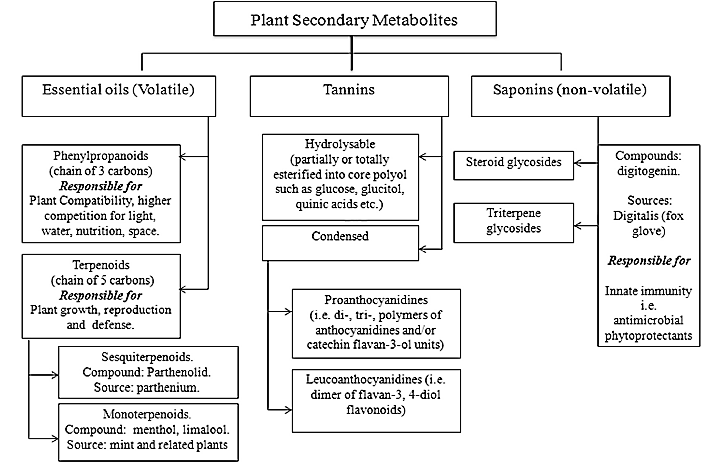 Plant Secondary Metabolites
Essential oils (Volatile)
Tannins
Saponins (non-volatile)
Phenylpropanoids
(chain of 3 carbons)
Responsible for
Plant Compatibility, higher
competition for light,
water, nutrition, space.
Terpenoids
(chain of 5 carbons)
Responsible for
Plant growth, reproduction
and defense.
Sesquiterpenoids.
Compound: Parthenolid.
Source: parthenium.
Monoterpenoids.
Compound: menthol, limalool.
Source: mint and related plants
Hydrolysable
(partially or totally
esterified into core polyol
such as glucose, glucitol,
quinic acids etc.)
Condensed
Proanthocyanidines
(i.e. di-, tri-, polymers of
anthocyanidines and/or
catechin flavan-3-ol units)
Leucoanthocyanidines (i.e.
dimer of flavan-3, 4-diol
flavonoids)
Steroid glycosides
Triterpene
glycosides
Compounds:
digitogenin.
Sources:
Digitalis (fox
glove)
Responsible for
Innate immunity
i.e.
antimicrobial
phytoprotectants